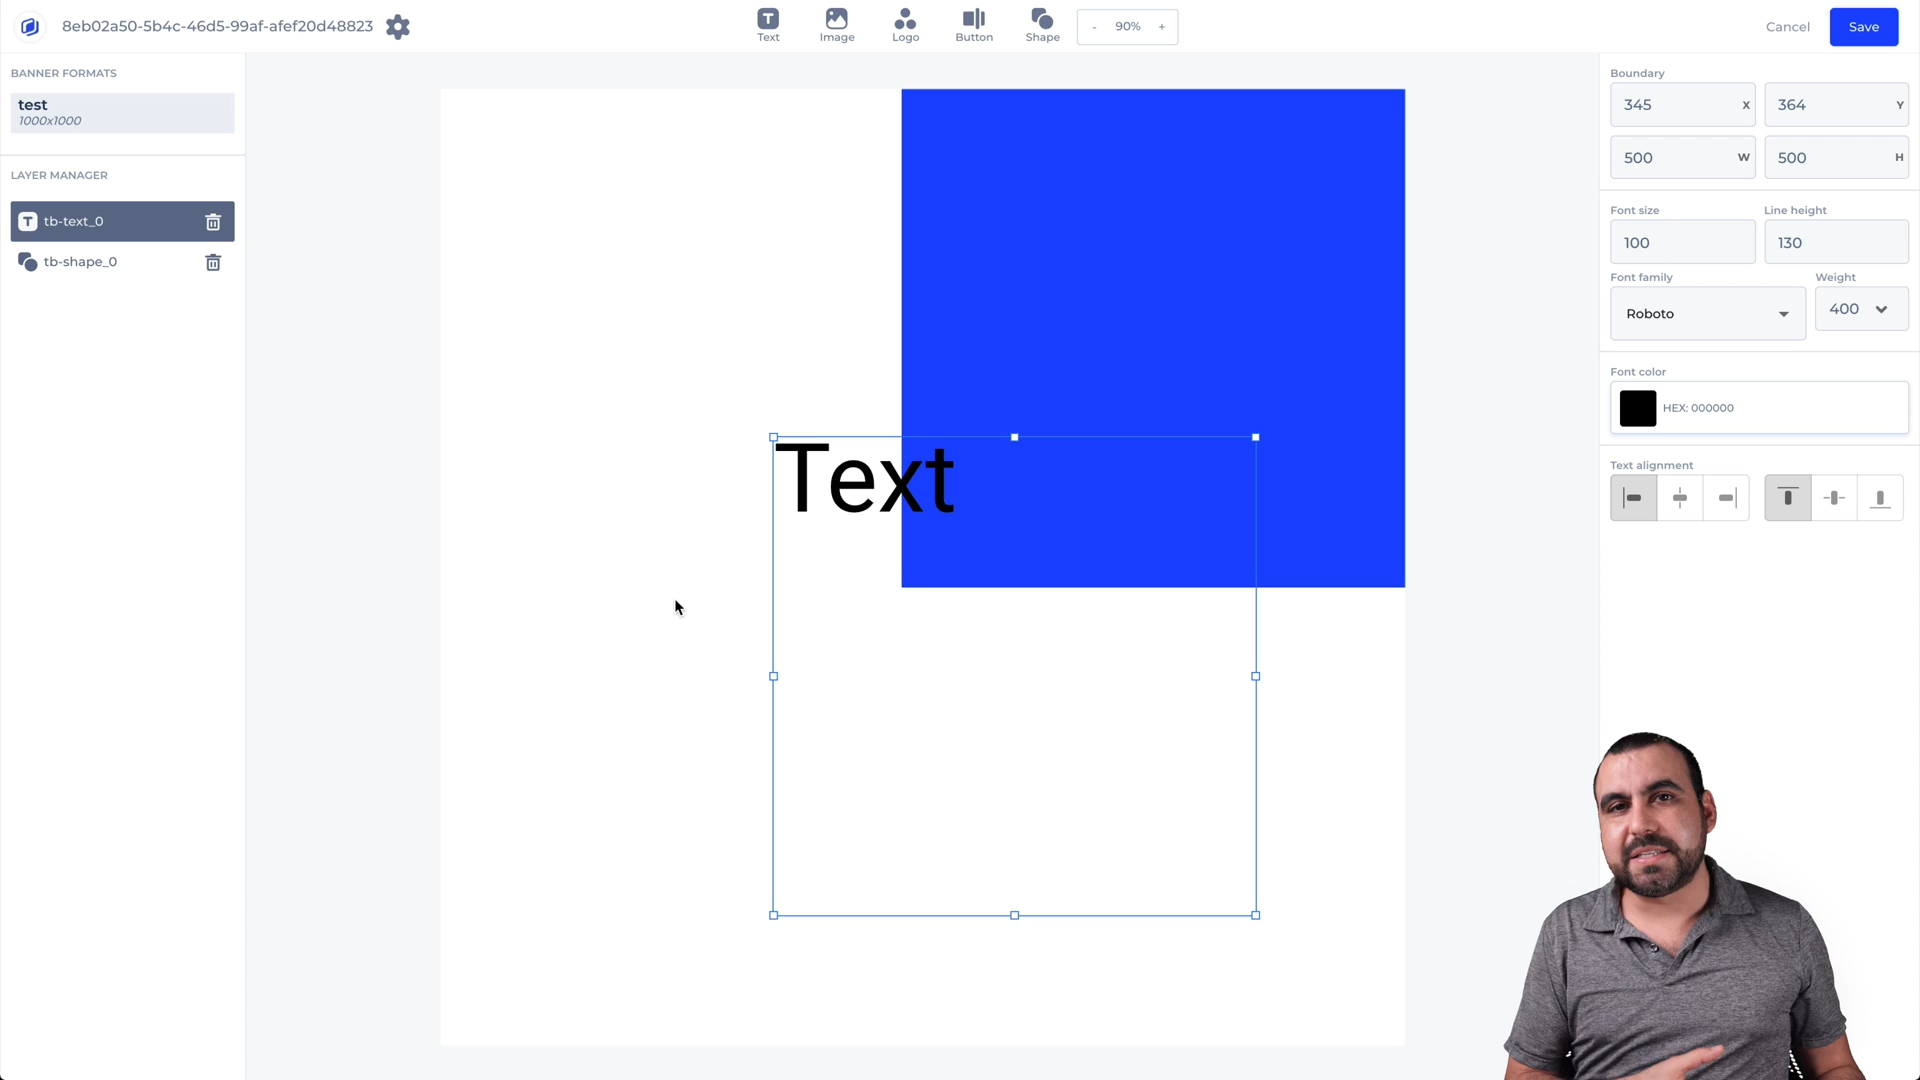 8eb02a50-5b4c-46d5-99af-afef20d48823
Text
Image
Logo
Button
Shape
- 90% +
Cancel
Save
BANNER FORMATS
test
1000x1000
LAYER MANAGER
T tb-text_0
tb-shape_0
Text
Boundary
345 X
364 Y
500 W
500 H
Font size
Line height
100
130
Font family
Weight
Roboto
400
Font color
HEX: 000000
Text alignment